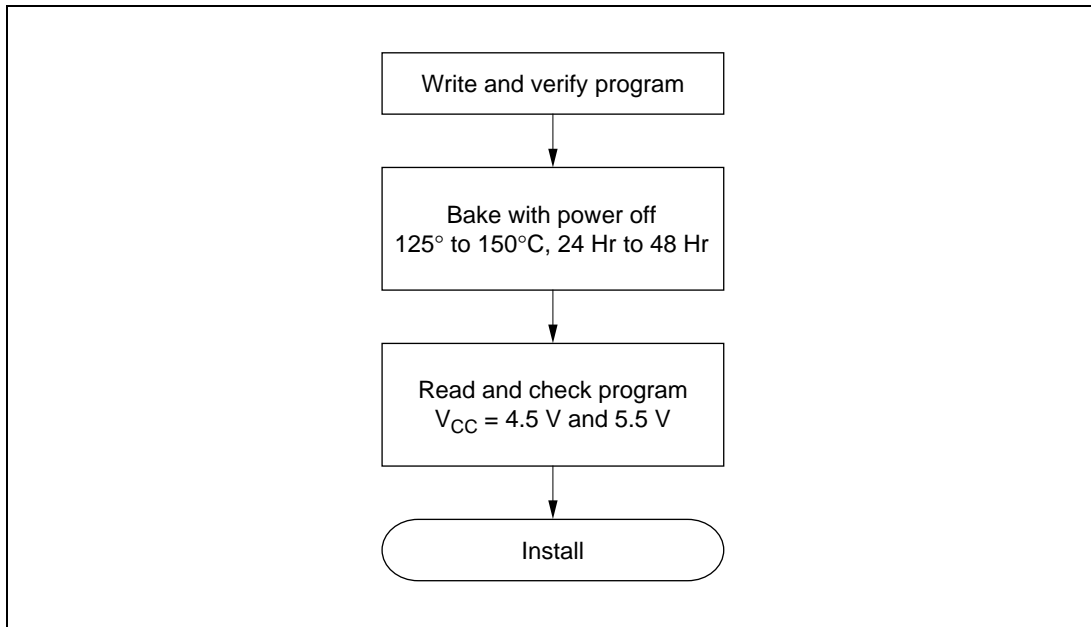 Write and verify program
Bake with power off
125° to 150°C, 24 Hr to 48 Hr
Read and check program
VCC = 4.5 V and 5.5 V
Install